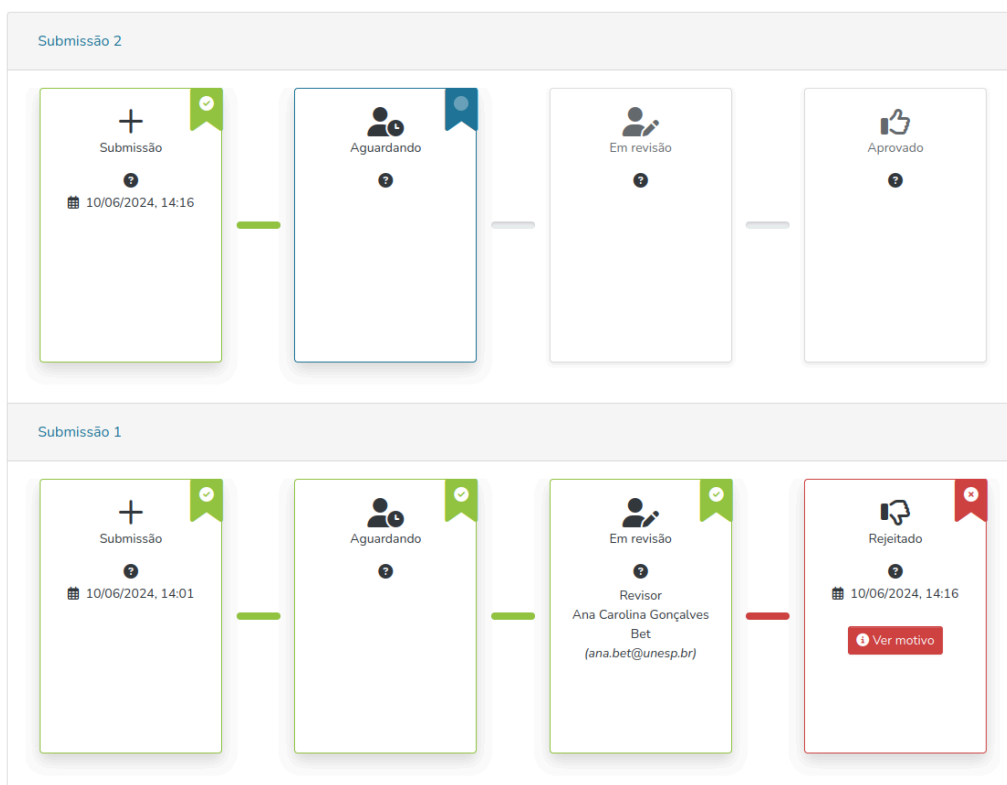 Submissão 2
Submissão
10/06/2024, 14:16
Aguardando
Em revisão
Aprovado
Submissão 1
Submissão
10/06/2024, 14:01
Aguardando
Em revisão
Revisor
Ana Carolina Gonçalves
Bet
(ana.bet@unesp.br)
Rejeitado
10/06/2024, 14:16
Ver motivo